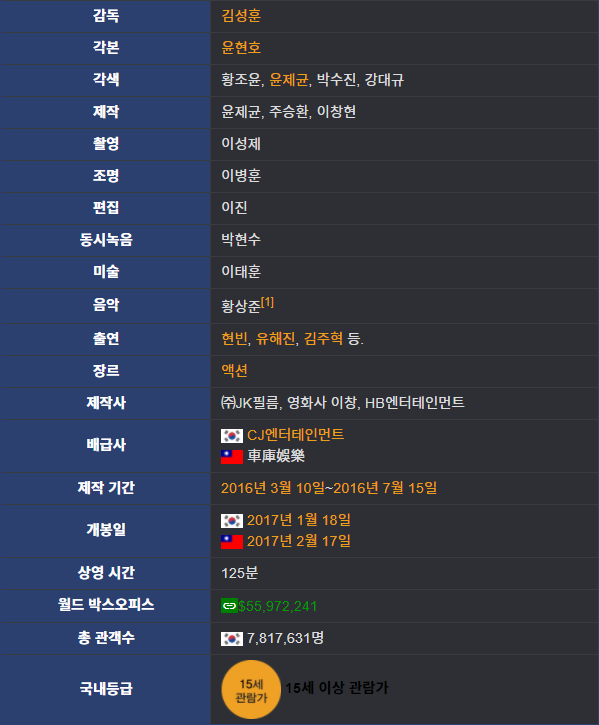 감독 김성훈
각본 윤현호
각색 황조윤, 윤제균, 박수진, 강대규
제작 윤제균, 주승환, 이창현
촬영 이성제
조명 이병훈
편집 이진
동시녹음 박현수
미술 이태훈
음악 황상준[1]
출연 현빈, 유해진, 김주혁 등.
장르 액션
제작사 ㈜JK필름, 영화사 이창, HB엔터테인먼트
배급사 CJ엔터테인먼트
車庫娛樂
제작 기간 2016년 3월 10일~2016년 7월 15일
개봉일 2017년 1월 18일
2017년 2월 17일
상영 시간 125분
월드 박스오피스 $55,972,241
총 관객수 7,817,631명
국내등급 15세 관람가 15세 이상 관람가